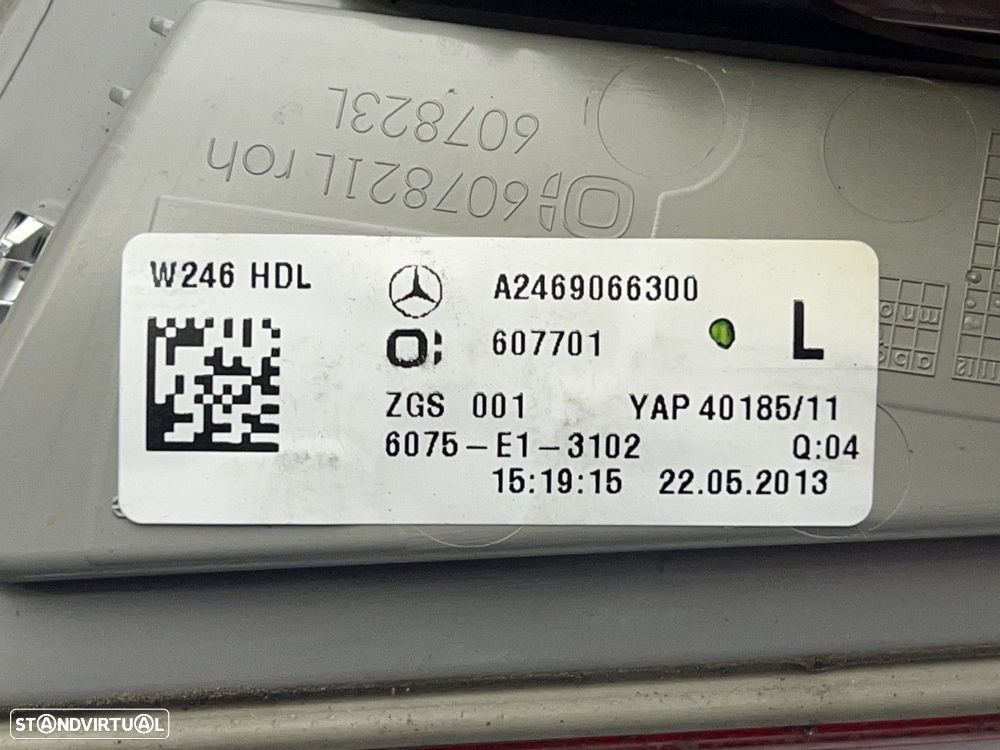 607823L
607821L roh
W246 HDL
A2469066300
607701
L
ZGS 001
YAP 40185/11
6075-E1-3102
Q:04
15:19:15 22.05.2013
STANDVIRTUAL